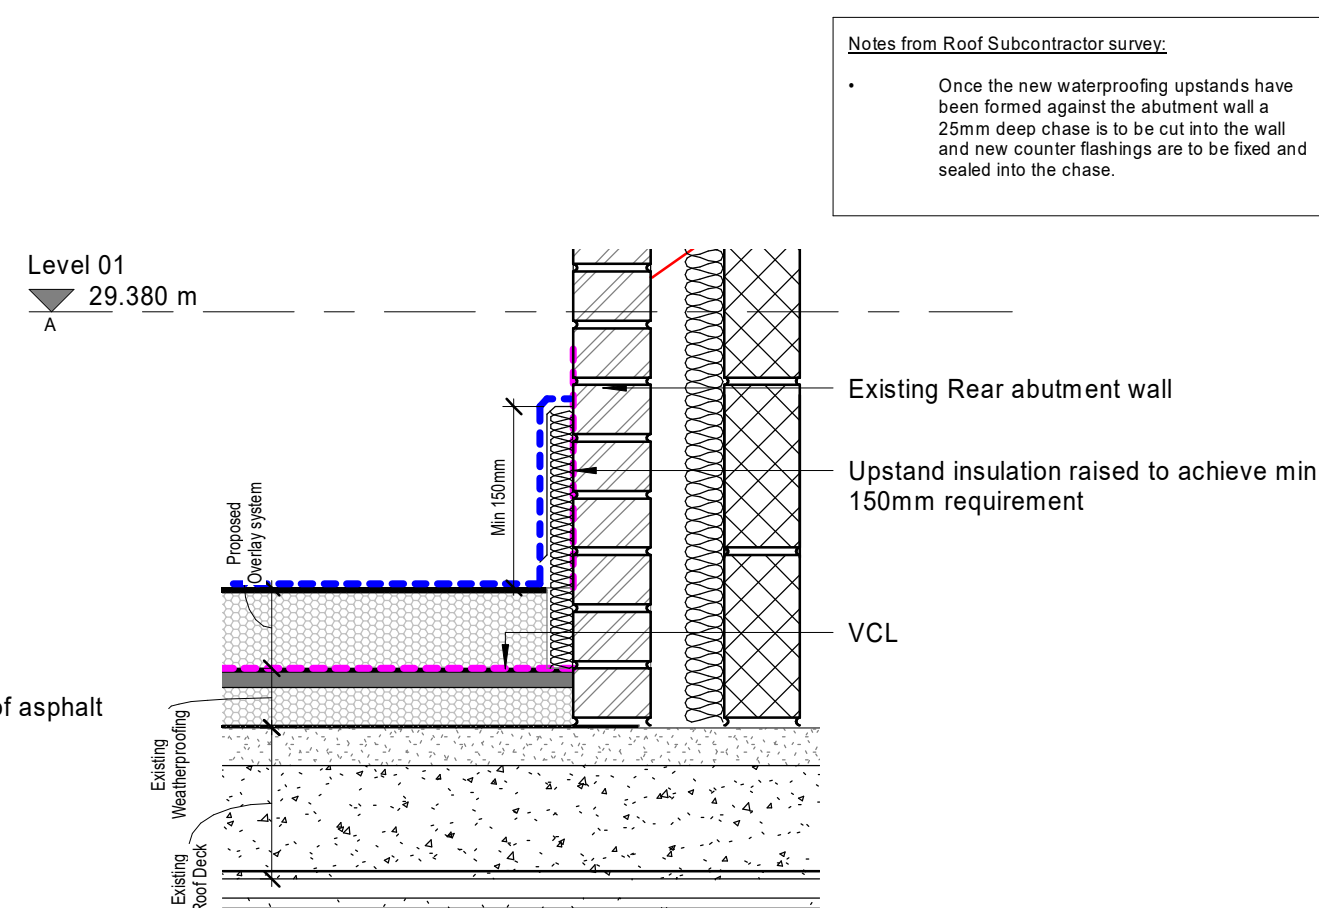 Notes from Roof Subcontractor survey:
• Once the new waterproofing upstands have
been formed against the abutment wall a
25mm deep chase is to be cut into the wall
and new counter flashings are to be fixed and
sealed into the chase.
Level 01
29.380 m
A
Existing Rear abutment wall
Upstand insulation raised to achieve min
150mm requirement
Min 150mm
Proposed
Overlay system
VCL
of asphalt
Existing
Weatherproofing
Existing
Roof Deck